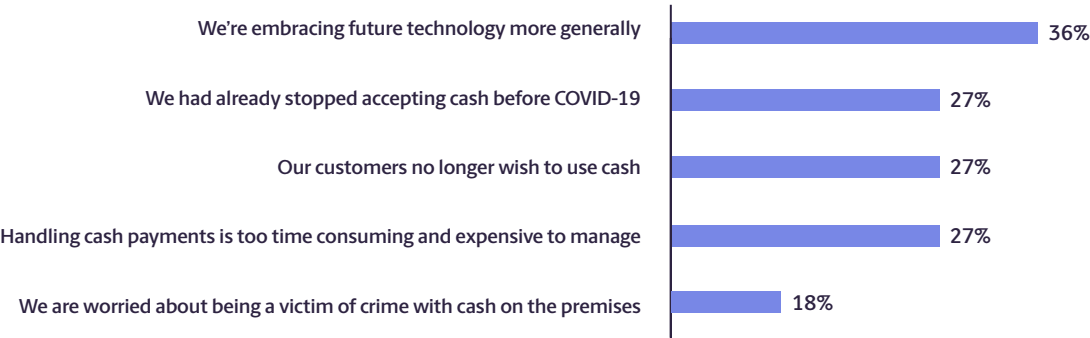 We’re embracing future technology more generally 36%
We had already stopped accepting cash before COVID-19 27%
Our customers no longer wish to use cash 27%
Handling cash payments is too time consuming and expensive to manage 27%
We are worried about being a victim of crime with cash on the premises 18%